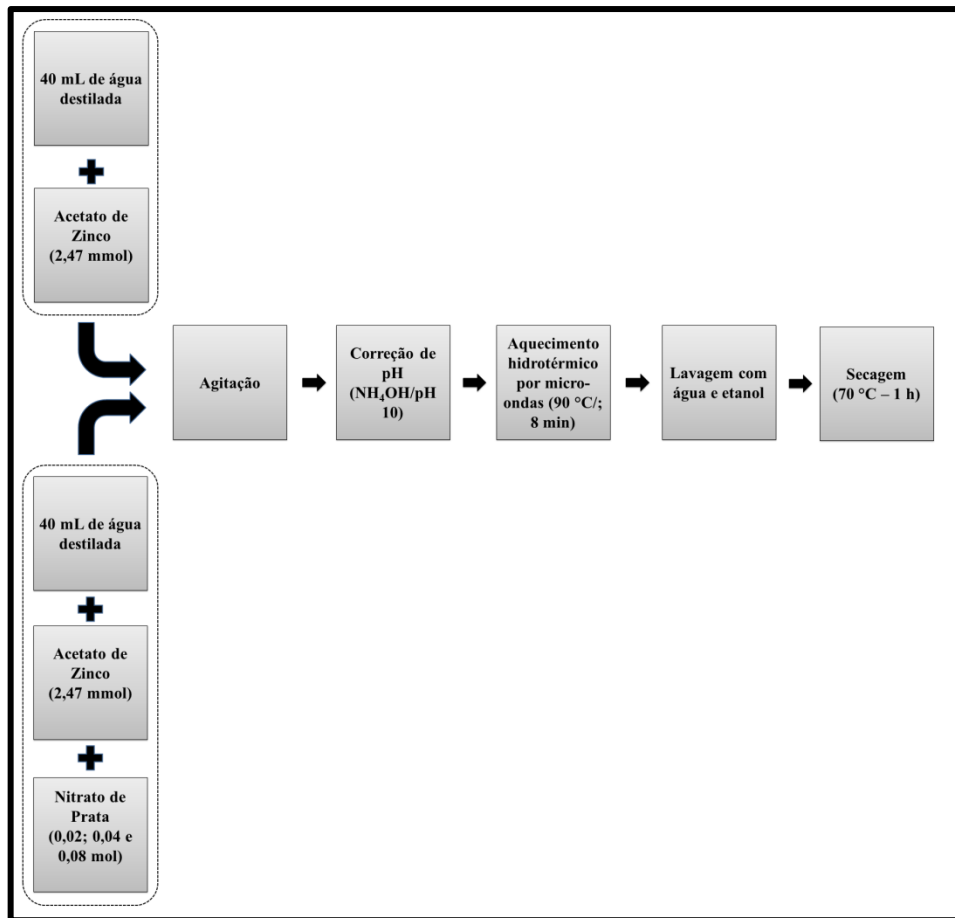 40 mL de água
destilada
Acetato de
Zinco
(2,47 mmol)
Agitação
Correção de
pH
(NH₄OH/pH
10)
Aquecimento
hidrotérmico
por micro-
ondas (90 °C/;
8 min)
Lavagem com
água e etanol
Secagem
(70 °C – 1 h)
40 mL de água
destilada
Acetato de
Zinco
(2,47 mmol)
Nitrato de
Prata
(0,02; 0,04 e
0,08 mol)